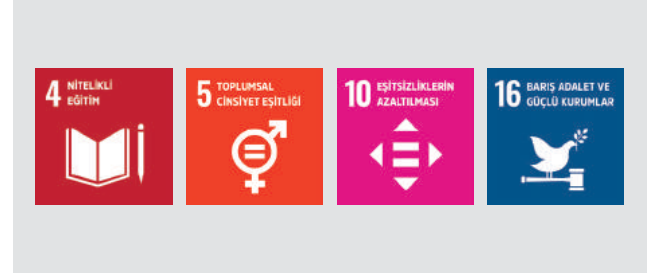 4 NİTELİKLİ
EĞİTİM
5 TOPLUMSAL
CİNSİYET EŞİTLİĞİ
10 EŞİTSİZLİKLERİN
AZALTILMASI
16 BARIŞ ADALET VE
GÜÇLÜ KURUMLAR